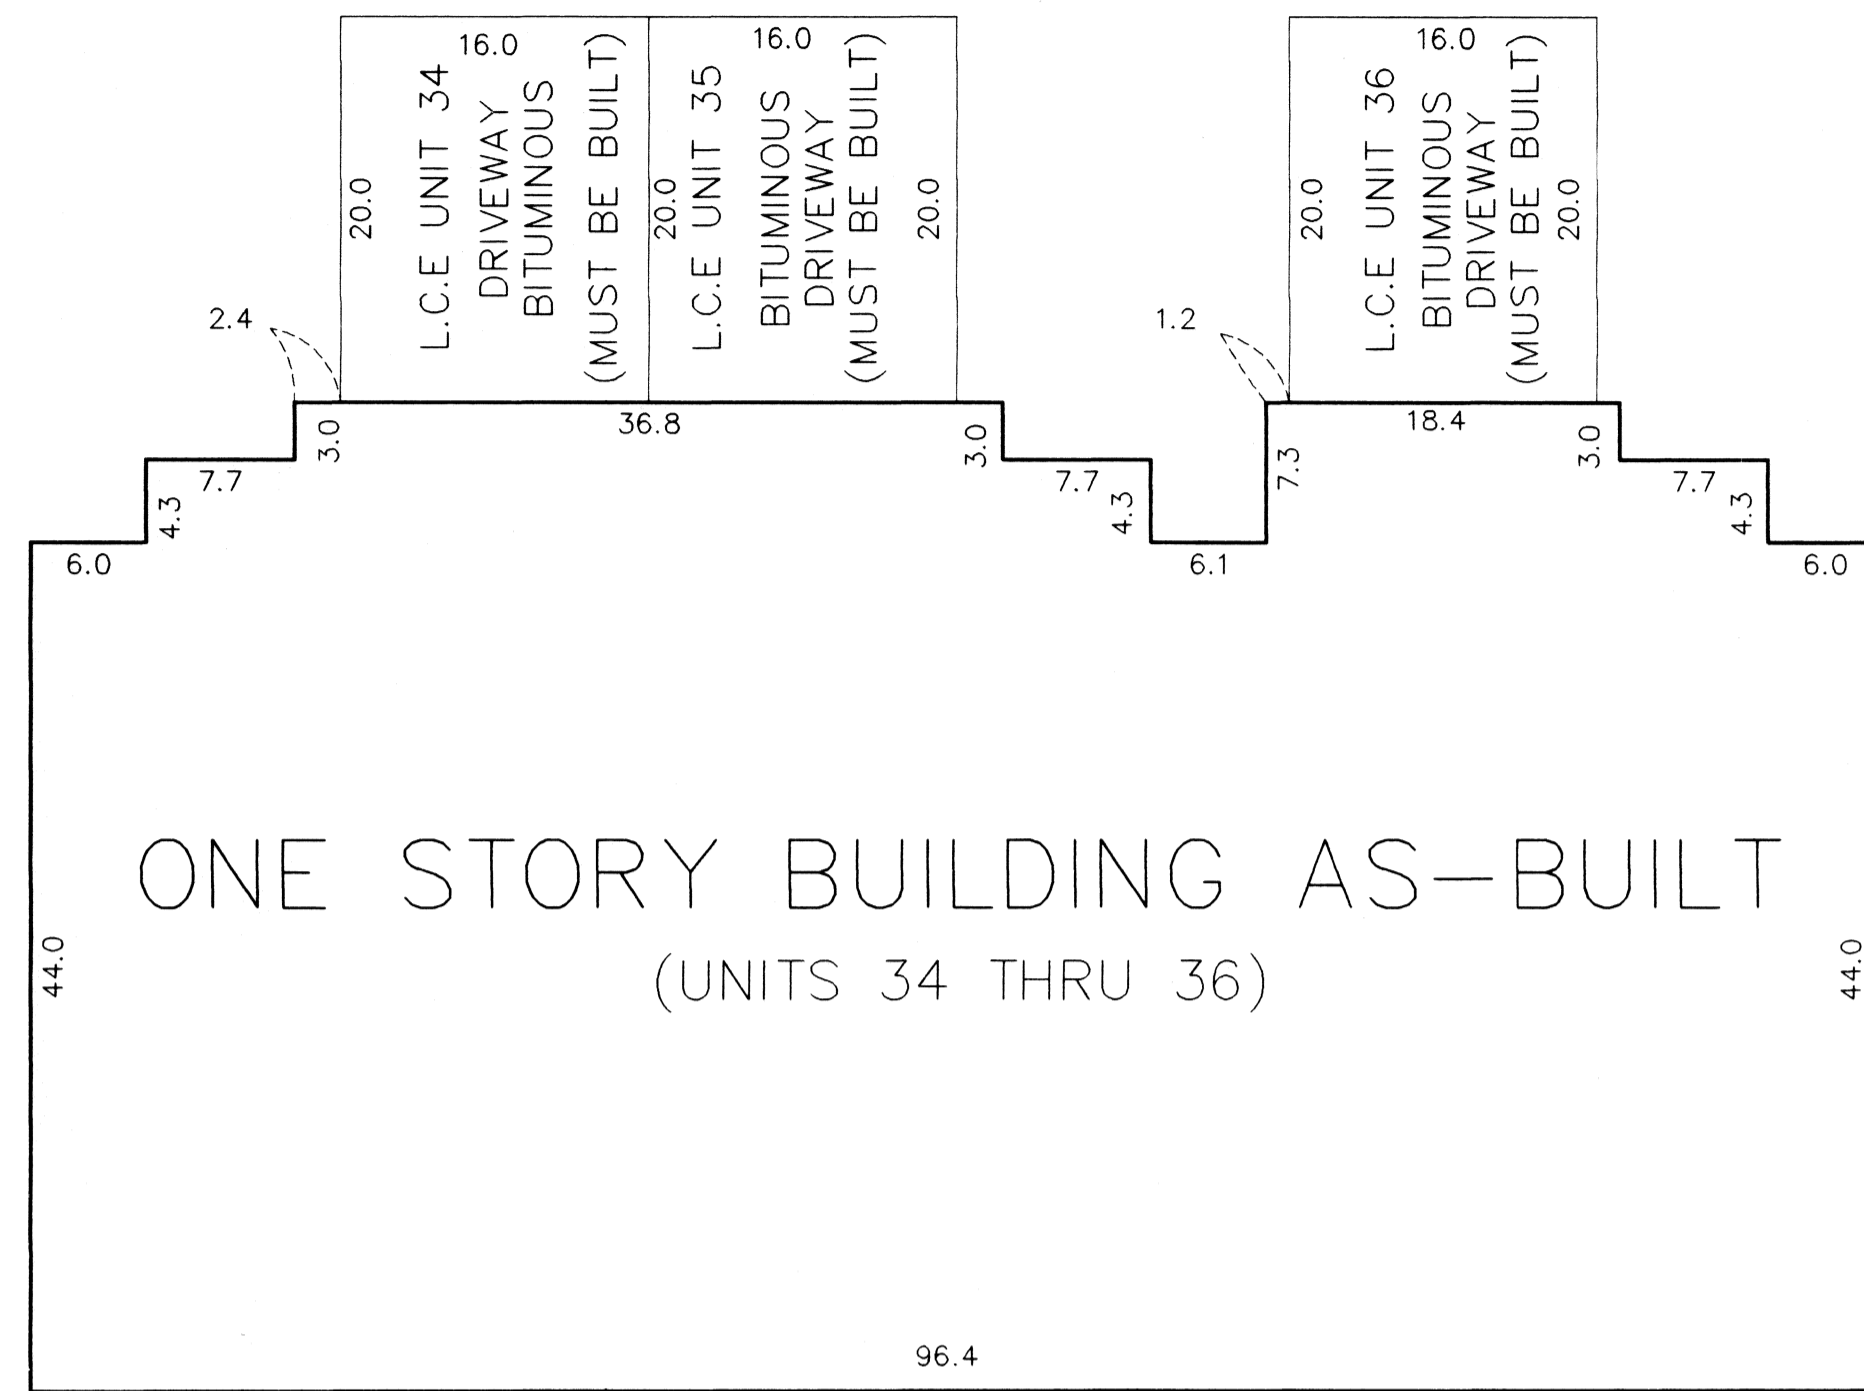 16.0
L.C.E UNIT 34
DRIVEWAY
BITUMINOUS
(MUST BE BUILT)
20.0
16.0
20.0
L.C.E UNIT 35
BITUMINOUS
DRIVEWAY
(MUST BE BUILT)
20.0
16.0
20.0
L.C.E UNIT 36
BITUMINOUS
DRIVEWAY
(MUST BE BUILT)
20.0
2.4
1.2
36.8
18.4
3.0
3.0
7.3
3.0
7.7
7.7
7.7
4.3
4.3
4.3
6.0
6.1
6.0
ONE STORY BUILDING AS-BUILT
(UNITS 34 THRU 36)
44.0
44.0
96.4